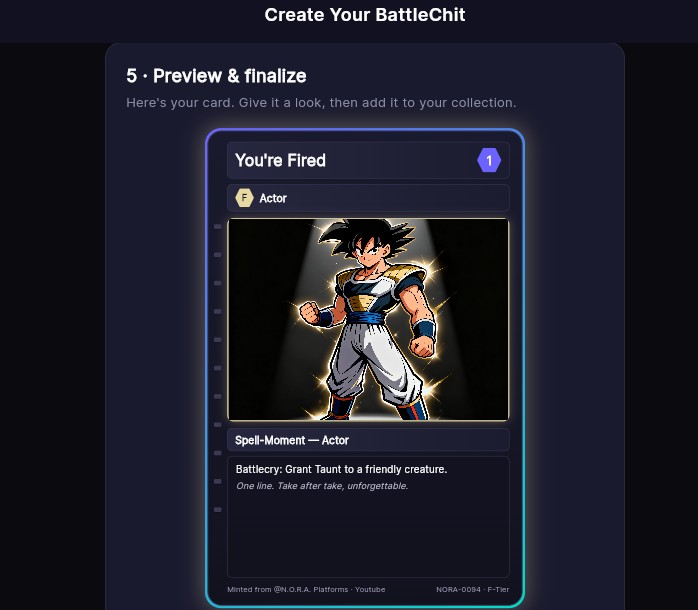 Create Your BattleChit
5 · Preview & finalize
Here's your card. Give it a look, then add it to your collection.
You're Fired 1
F Actor
Spell-Moment — Actor
Battlecry: Grant Taunt to a friendly creature.
One line. Take after take, unforgettable.
Minted from @N.O.R.A. Platforms · Youtube NORA-0094 · F-Tier